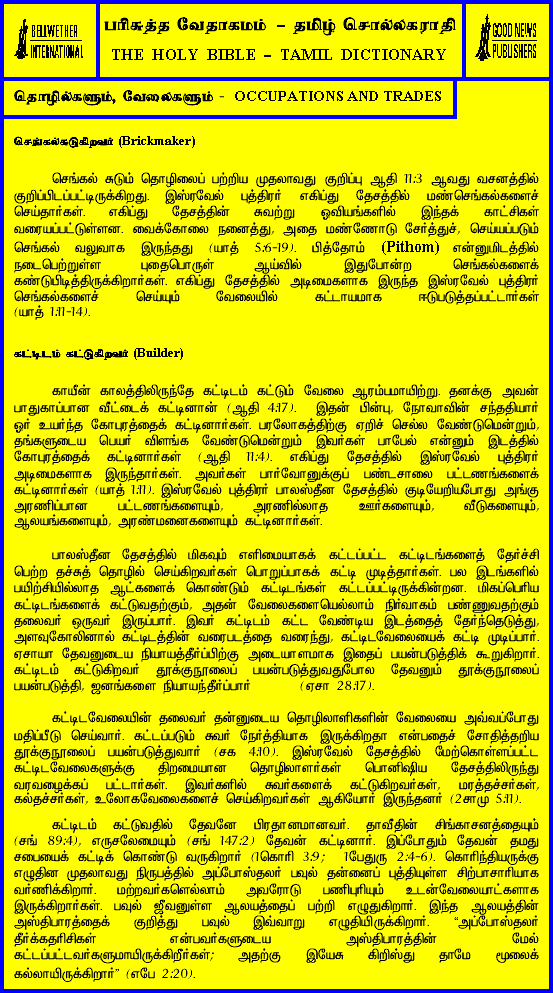 BELLWETHER
INTERNATIONAL
பரிசுத்த வேதாகமம் – தமிழ் சொல்லகராதி
THE HOLY BIBLE – TAMIL DICTIONARY
GOOD NEWS
PUBLISHERS
தொழில்களும், வேலைகளும் - OCCUPATIONS AND TRADES
செங்கல்சுடுகிறவர் (Brickmaker)
செங்கல் சுடும் தொழிலைப் பற்றிய முதலாவது குறிப்பு ஆதி 11:3 ஆவது வசனத்தில்
குறிப்பிடப்பட்டிருக்கிறது. இஸ்ரவேல் புத்திரர் எகிப்து தேசத்தில் மண்செங்கல்களைச்
செய்தார்கள். எகிப்து தேசத்தின் சுவற்று ஓவியங்களில் இந்தக் காட்சிகள்
வரையப்பட்டுள்ளன. வைக்கோலை நனைத்து, அதை மண்ணோடு சேர்த்துச், செய்யப்படும்
செங்கல் வலுவாக இருந்தது (யாத் 5:6-19). பித்தோம் (Pithom) என்னுமிடத்தில்
நடைபெற்றுள்ள புதைபொருள் ஆய்வில் இதுபோன்ற செங்கல்களைக்
கண்டுபிடித்திருக்கிறார்கள். எகிப்து தேசத்தில் அடிமைகளாக இருந்த இஸ்ரவேல் புத்திரர்
செங்கல்களைச் செய்யும் வேலையில் கட்டாயமாக ஈடுபடுத்தப்பட்டார்கள்
(யாத் 1:11-14).
கட்டிடம் கட்டுகிறவர் (Builder)
காயீன் காலத்திலிருந்தே கட்டிடம் கட்டும் வேலை ஆரம்பமாயிற்று. தனக்கு அவன்
பாதுகாப்பான வீட்டைக் கட்டினான் (ஆதி 4:17). இதன் பின்பு, நோவாவின் சந்ததியார்
ஓர் உயர்ந்த கோபுரத்தைக் கட்டினார்கள். பரலோகத்திற்கு ஏறிச் செல்ல வேண்டுமென்றும்,
தங்களுடைய பெயர் விளங்க வேண்டுமென்றும் இவர்கள் பாபேல் என்னும் இடத்தில்
கோபுரத்தைக் கட்டினார்கள் (ஆதி 11:4). எகிப்து தேசத்தில் இஸ்ரவேல் புத்திரர்
அடிமைகளாக இருந்தார்கள். அவர்கள் பார்வோனுக்குப் பண்டசாலை பட்டணங்களைக்
கட்டினார்கள் (யாத் 1:11). இஸ்ரவேல் புத்திரர் பாலஸ்தீன தேசத்தில் குடியேறியபோது அங்கு
அரணிப்பான பட்டணங்களையும், அரணில்லாத ஊர்களையும், வீடுகளையும்,
ஆலயங்களையும், அரண்மனைகளையும் கட்டினார்கள்.
பாலஸ்தீன தேசத்தில் மிகவும் எளிமையாகக் கட்டப்பட்ட கட்டிடங்களைத் தேர்ச்சி
பெற்ற தச்சுத் தொழில் செய்கிறவர்கள் பொறுப்பாகக் கட்டி முடித்தார்கள். பல இடங்களில்
பயிற்சியில்லாத ஆட்களைக் கொண்டும் கட்டிடங்கள் கட்டப்பட்டிருக்கின்றன. மிகப்பெரிய
கட்டிடங்களைக் கட்டுவதற்கும், அதன் வேலைகளையெல்லாம் நிர்வாகம் பண்ணுவதற்கும்
தலைவர் ஒருவர் இருப்பார். இவர் கட்டிடம் கட்ட வேண்டிய இடத்தைத் தேர்ந்தெடுத்து,
அளவுகோலினால் கட்டிடத்தின் வரைபடத்தை வரைந்து, கட்டிடவேலையைக் கட்டி முடிப்பார்.
ஏசாயா தேவனுடைய நியாயத்தீர்ப்பிற்கு அடையாளமாக இதைப் பயன்படுத்திக் கூறுகிறார்.
கட்டிடம் கட்டுகிறவர் தூக்குநூலைப் பயன்படுத்துவதுபோல தேவனும் தூக்குநூலைப்
பயன்படுத்தி, ஜனங்களை நியாயந்தீர்ப்பார் (ஏசா 28:17).
கட்டிடவேலையின் தலைவர் தன்னுடைய தொழிலாளிகளின் வேலையை அவ்வப்போது
மதிப்பீடு செய்வார். கட்டப்படும் சுவர் நேர்த்தியாக இருக்கிறதா என்பதைச் சோதித்தறிய
தூக்குநூலைப் பயன்படுத்துவார் (சக 4:10). இஸ்ரவேல் தேசத்தில் மேற்கொள்ளப்பட்ட
கட்டிடவேலைகளுக்கு திறமையான தொழிலாளர்கள் பொனிஷிய தேசத்திலிருந்து
வரவழைக்கப் பட்டார்கள். இவர்களில் சுவர்களைக் கட்டுகிறவர்கள், மரத்தச்சர்கள்,
கல்தச்சர்கள், உலோகவேலைகளைச் செய்கிறவர்கள் ஆகியோர் இருந்தனர் (2சாமு 5:11).
கட்டிடம் கட்டுவதில் தேவனே பிரதானமானவர். தாவீதின் சிங்காசனத்தையும்
(சங் 89:4), எருசலேமையும் (சங் 147:2) தேவன் கட்டினார். இப்போதும் தேவன் தமது
சபையைக் கட்டிக் கொண்டு வருகிறார் (1கொரி 3:9; 1பேதுரு 2:4-6). கொரிந்தியருக்கு
எழுதின முதலாவது நிருபத்தில் அப்போஸ்தலர் பவுல் தன்னைப் புத்தியுள்ள சிற்பாசாரியாக
வர்ணிக்கிறார். மற்றவர்களெல்லாம் அவரோடு பணிபுரியும் உடன்வேலையாட்களாக
இருக்கிறார்கள். பவுல் ஜீவனுள்ள ஆலயத்தைப் பற்றி எழுதுகிறார். இந்த ஆலயத்தின்
அஸ்திபாரத்தைக் குறித்து பவுல் இவ்வாறு எழுதியிருக்கிறார். “அப்போஸ்தலர்
தீர்க்கதரிசிகள் என்பவர்களுடைய அஸ்திபாரத்தின் மேல்
கட்டப்பட்டவர்களுமாயிருக்கிறீர்கள்; அதற்கு இயேசு கிறிஸ்து தாமே மூலைக்
கல்லாயிருக்கிறார்” (எபே 2:20).